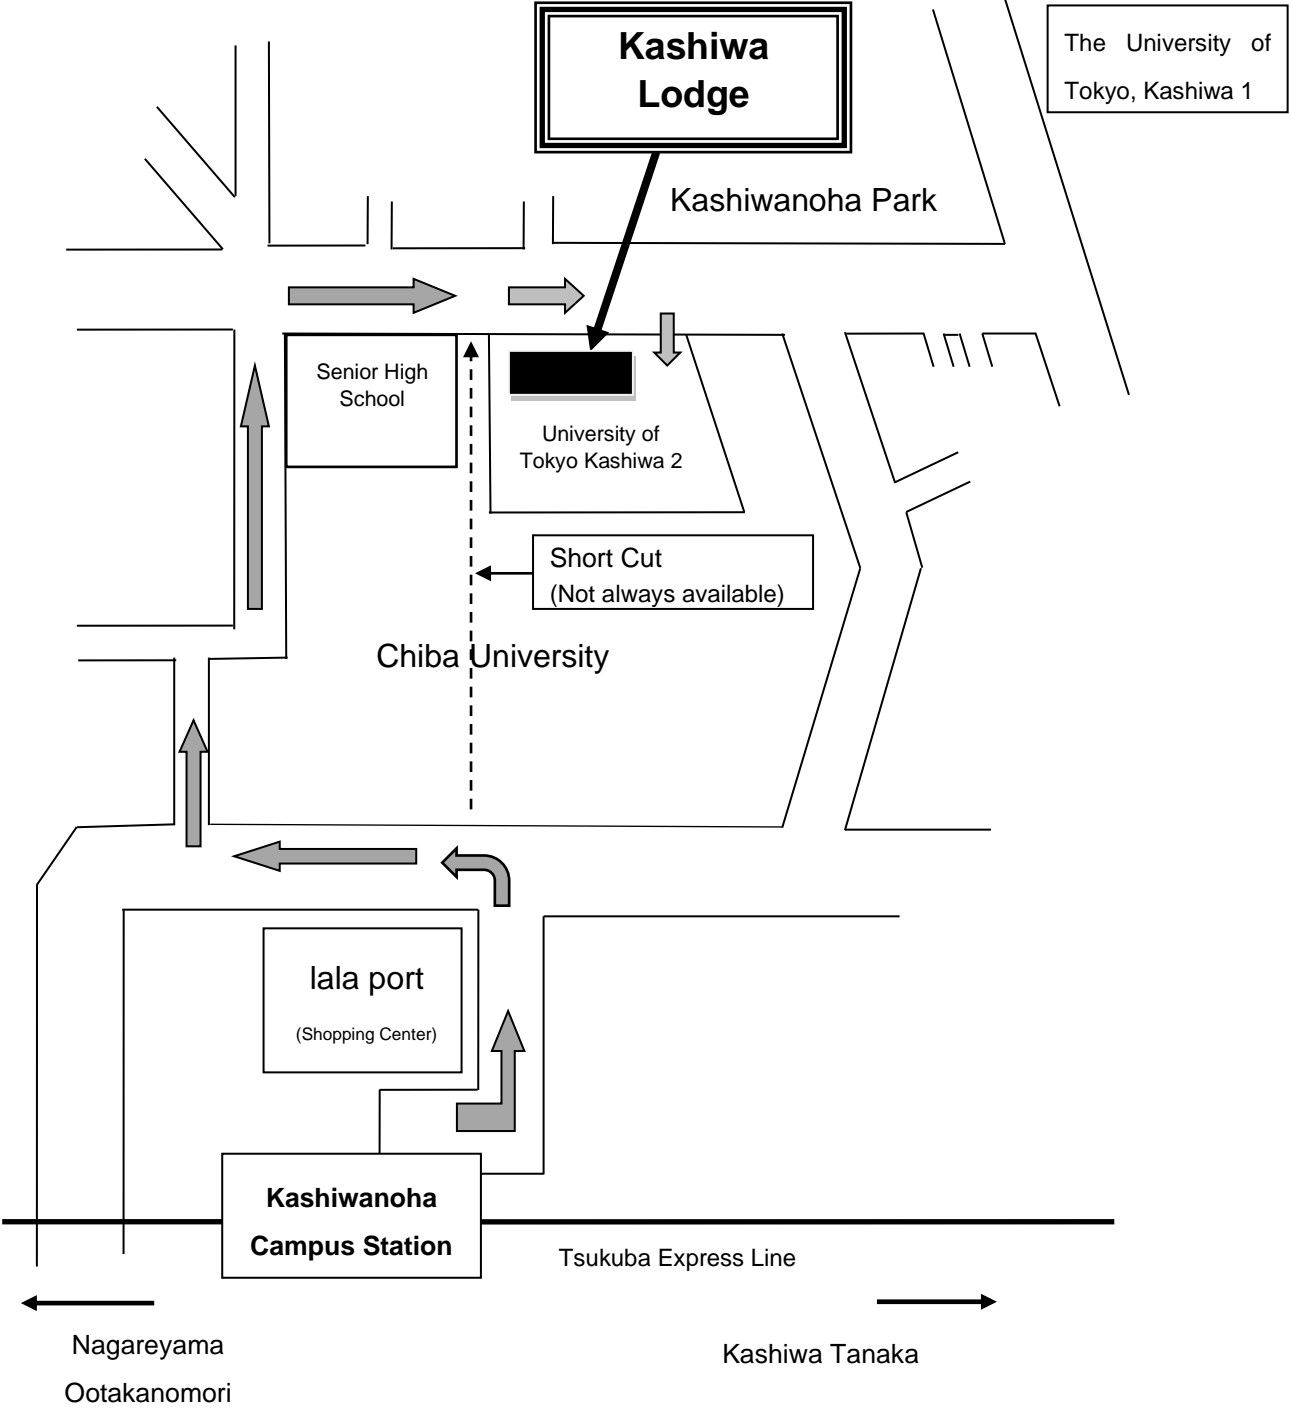 Kashiwa
Lodge
The University of
Tokyo, Kashiwa 1
Kashiwanoha Park
Senior High
School
University of
Tokyo Kashiwa 2
Short Cut
(Not always available)
Chiba University
lala port
(Shopping Center)
Kashiwanoha
Campus Station
Tsukuba Express Line
Nagareyama
Ootakanomori
Kashiwa Tanaka